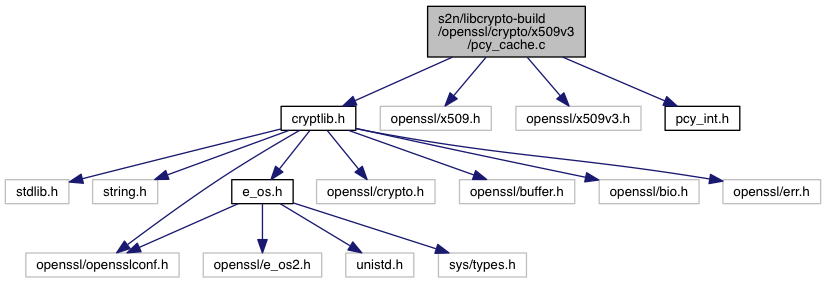 s2n/libcrypto-build
/openssl/crypto/x509v3
/pcy_cache.c
cryptlib.h
openssl/x509.h
openssl/x509v3.h
pcy_int.h
stdlib.h
string.h
e_os.h
openssl/crypto.h
openssl/buffer.h
openssl/bio.h
openssl/err.h
openssl/opensslconf.h
openssl/e_os2.h
unistd.h
sys/types.h